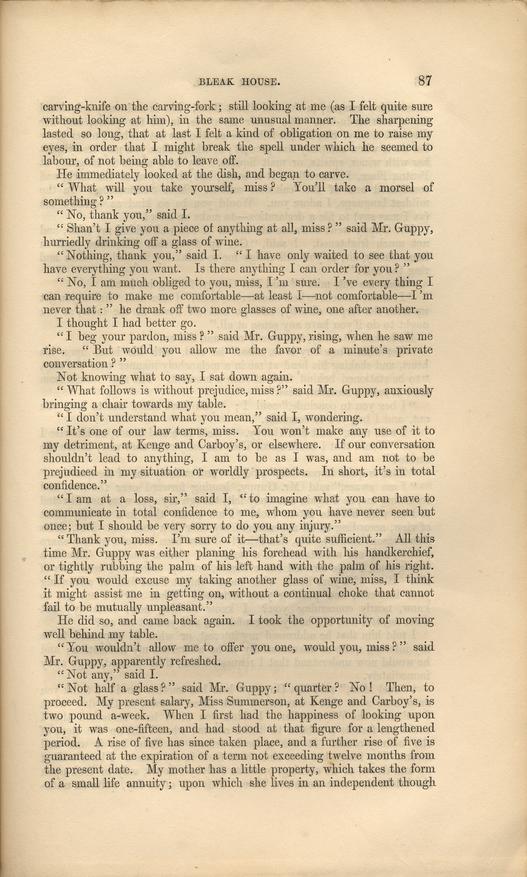 BLEAK HOUSE. 87
carving-knife on the carving-fork; still looking at me (as I felt quite sure
without looking at him), in the same unusual manner. The sharpening
lasted so long, that at last I felt a kind of obligation on me to raise my
eyes, in order that I might break the spell under which he seemed to
labour, of not being able to leave off.
He immediately looked at the dish, and began to carve.
“What will you take yourself, miss? You'll take a morsel of
something?”
“No, thank you,” said I.
“Shan't I give you a piece of anything at all, miss?” said Mr. Guppy,
hurriedly drinking off a glass of wine.
“Nothing, thank you,” said I. “I have only waited to see that you
have everything you want. Is there anything I can order for you?”
“No, I am much obliged to you, miss, I'm sure. I've every thing I
can require to make me comfortable—at least I—not comfortable—I'm
never that:” he drank off two more glasses of wine, one after another.
I thought I had better go.
“I beg your pardon, miss?” said Mr. Guppy, rising, when he saw me
rise. “But would you allow me the favor of a minute's private
conversation?”
Not knowing what to say, I sat down again.
“What follows is without prejudice, miss?” said Mr. Guppy, anxiously
bringing a chair towards my table.
“I don't understand what you mean,” said I, wondering.
“It's one of our law terms, miss. You won't make any use of it to
my detriment, at Kenge and Carboy's, or elsewhere. If our conversation
shouldn't lead to anything, I am to be as I was, and am not to be
prejudiced in my situation or worldly prospects. In short, it's in total
confidence.”
“I am at a loss, sir,” said I, “to imagine what you can have to
communicate in total confidence to me, whom you have never seen but
once; but I should be very sorry to do you any injury.”
“Thank you, miss. I'm sure of it—that's quite sufficient.” All this
time Mr. Guppy was either planing his forehead with his handkerchief,
or tightly rubbing the palm of his left hand with the palm of his right.
“If you would excuse my taking another glass of wine, miss, I think
it might assist me in getting on, without a continual choke that cannot
fail to be mutually unpleasant.”
He did so, and came back again. I took the opportunity of moving
well behind my table.
“You wouldn't allow me to offer you one, would you, miss?” said
Mr. Guppy, apparently refreshed.
“Not any,” said I.
“Not half a glass?” said Mr. Guppy; “quarter? No! Then, to
proceed. My present salary, Miss Summerson, at Kenge and Carboy's, is
two pound a-week. When I first had the happiness of looking upon
you, it was one-fifteen, and had stood at that figure for a lengthened
period. A rise of five has since taken place, and a further rise of five is
guaranteed at the expiration of a term not exceeding twelve months from
the present date. My mother has a little property, which takes the form
of a small life annuity; upon which she lives in an independent though